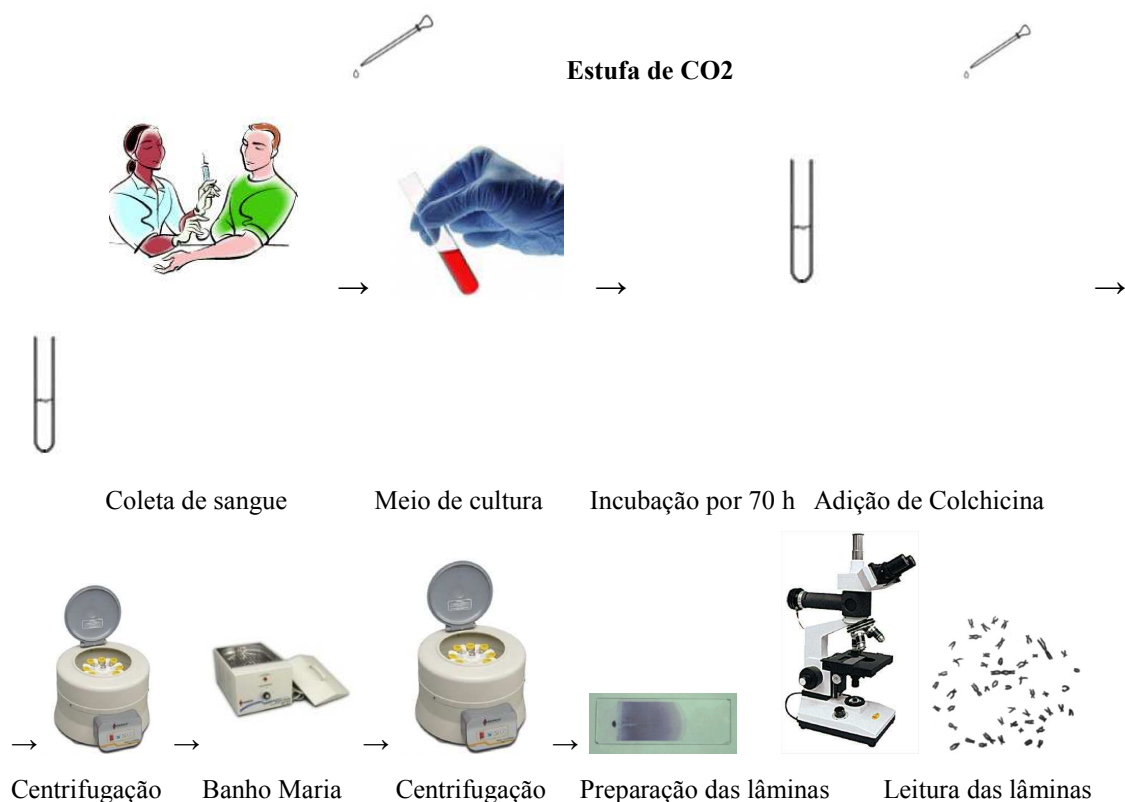 Estufa de CO2
→ → →
Coleta de sangue Meio de cultura Incubação por 70 h Adição de Colchicina
→ → → →
Centrifugação Banho Maria Centrifugação Preparação das lâminas Leitura das lâminas